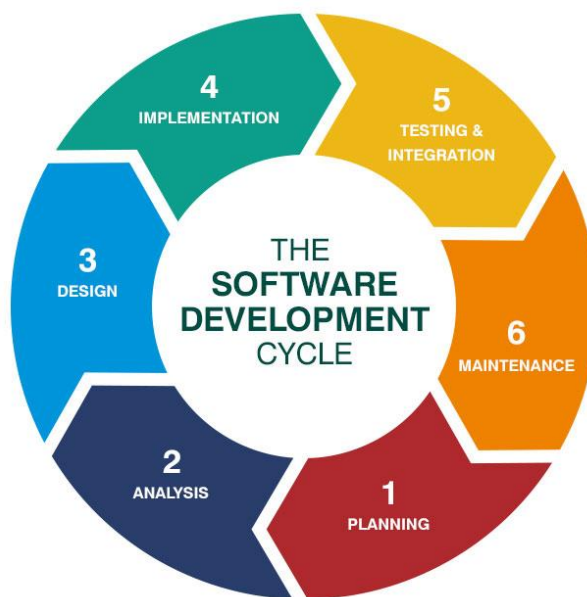 THE
SOFTWARE
DEVELOPMENT
CYCLE
1
PLANNING
2
ANALYSIS
3
DESIGN
4
IMPLEMENTATION
5
TESTING &
INTEGRATION
6
MAINTENANCE